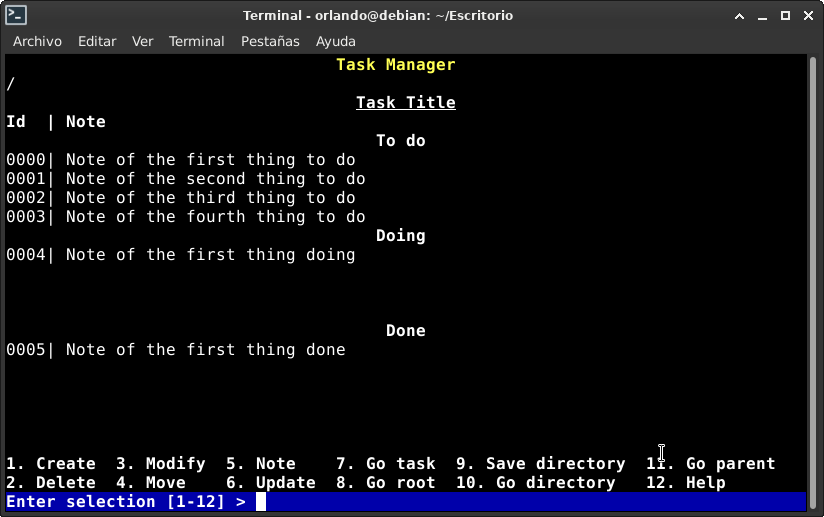 Terminal - orlando@debian: ~/Escritorio
Archivo Editar Ver Terminal Pestañas Ayuda
Task Manager
/
Task Title
Id | Note
To do
0000| Note of the first thing to do
0001| Note of the second thing to do
0002| Note of the third thing to do
0003| Note of the fourth thing to do
Doing
0004| Note of the first thing doing
Done
0005| Note of the first thing done
1. Create 3. Modify 5. Note 7. Go task 9. Save directory 11. Go parent
2. Delete 4. Move 6. Update 8. Go root 10. Go directory 12. Help
Enter selection [1-12] >